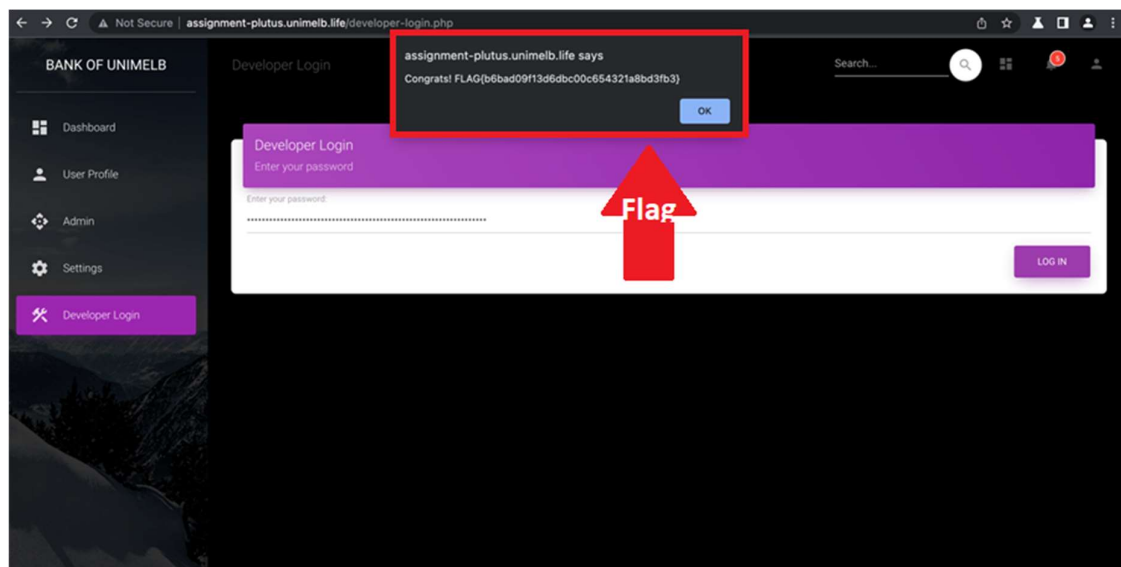 Not Secure | assignment-plutus.unimelb.life/developer-login.php
assignment-plutus.unimelb.life says
Congrats! FLAG{b6bad09f13d6dbc00c654321a8bd3fb3}
OK
BANK OF UNIMELB
Developer Login
Search...
5
Dashboard
User Profile
Admin
Settings
Developer Login
Developer Login
Enter your password
Enter your password:
LOG IN
Flag